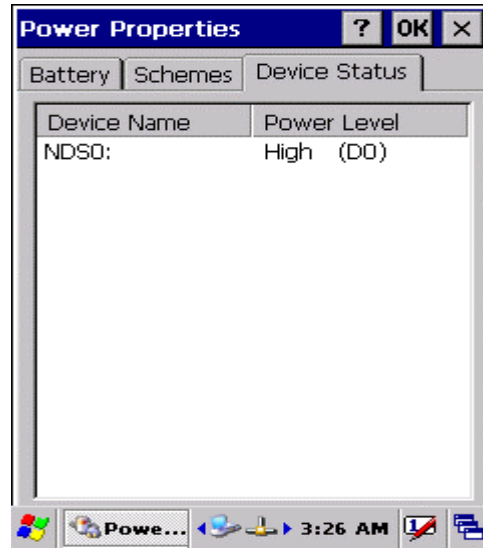 Power Properties ? OK ×
Battery Schemes Device Status
Device Name Power Level
NDS0: High (D0)
Powe... 3:26 AM